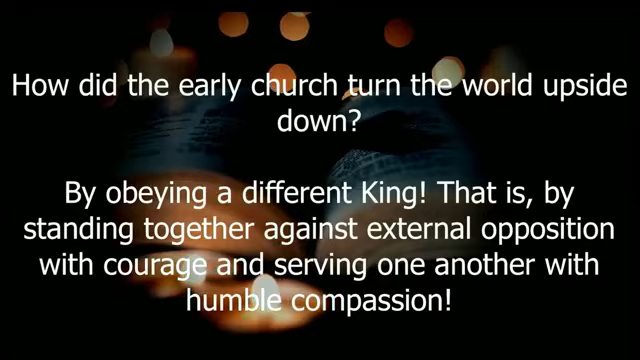 How did the early church turn the world upside
down?
By obeying a different King! That is, by
standing together against external opposition
with courage and serving one another with
humble compassion!